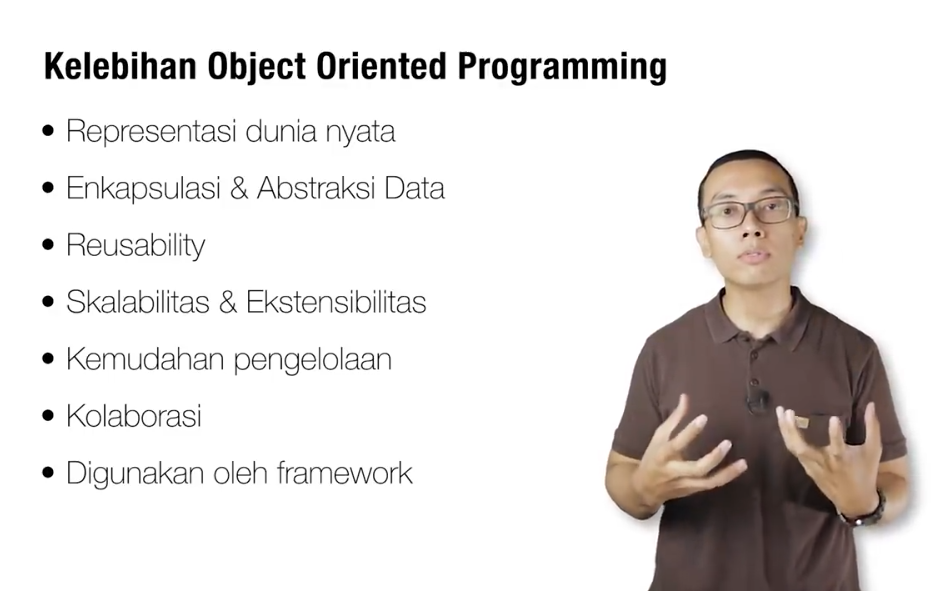 Kelebihan Object Oriented Programming
• Representasi dunia nyata
• Enkapsulasi & Abstraksi Data
• Reusability
• Skalabilitas & Ekstensibilitas
• Kemudahan pengelolaan
• Kolaborasi
• Digunakan oleh framework